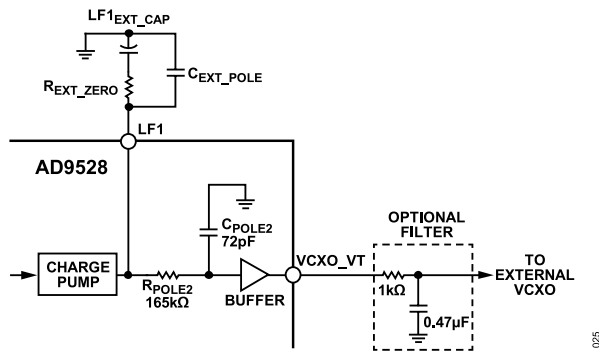 LF1EXT_CAP
REXT_ZERO
CEXT_POLE
LF1
AD9528
CHARGE
PUMP
RPOLE2
165kΩ
CPOLE2
72pF
BUFFER
VCXO_VT
OPTIONAL
FILTER
1kΩ
0.47µF
TO
EXTERNAL
VCXO
025